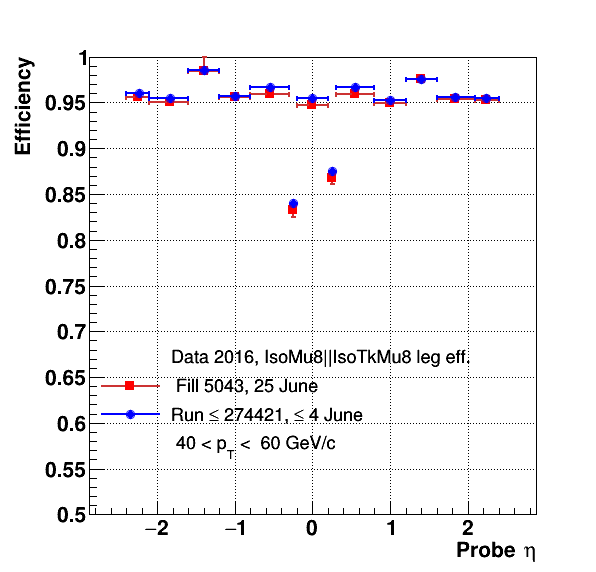 Efficiency
1
0.95
0.9
0.85
0.8
0.75
0.7
0.65
0.6
0.55
0.5
Data 2016, IsoMu8||IsoTkMu8 leg eff.
Fill 5043, 25 June
Run ≤ 274421, ≤ 4 June
40 < p_T < 60 GeV/c
−2 −1 0 1 2
Probe η